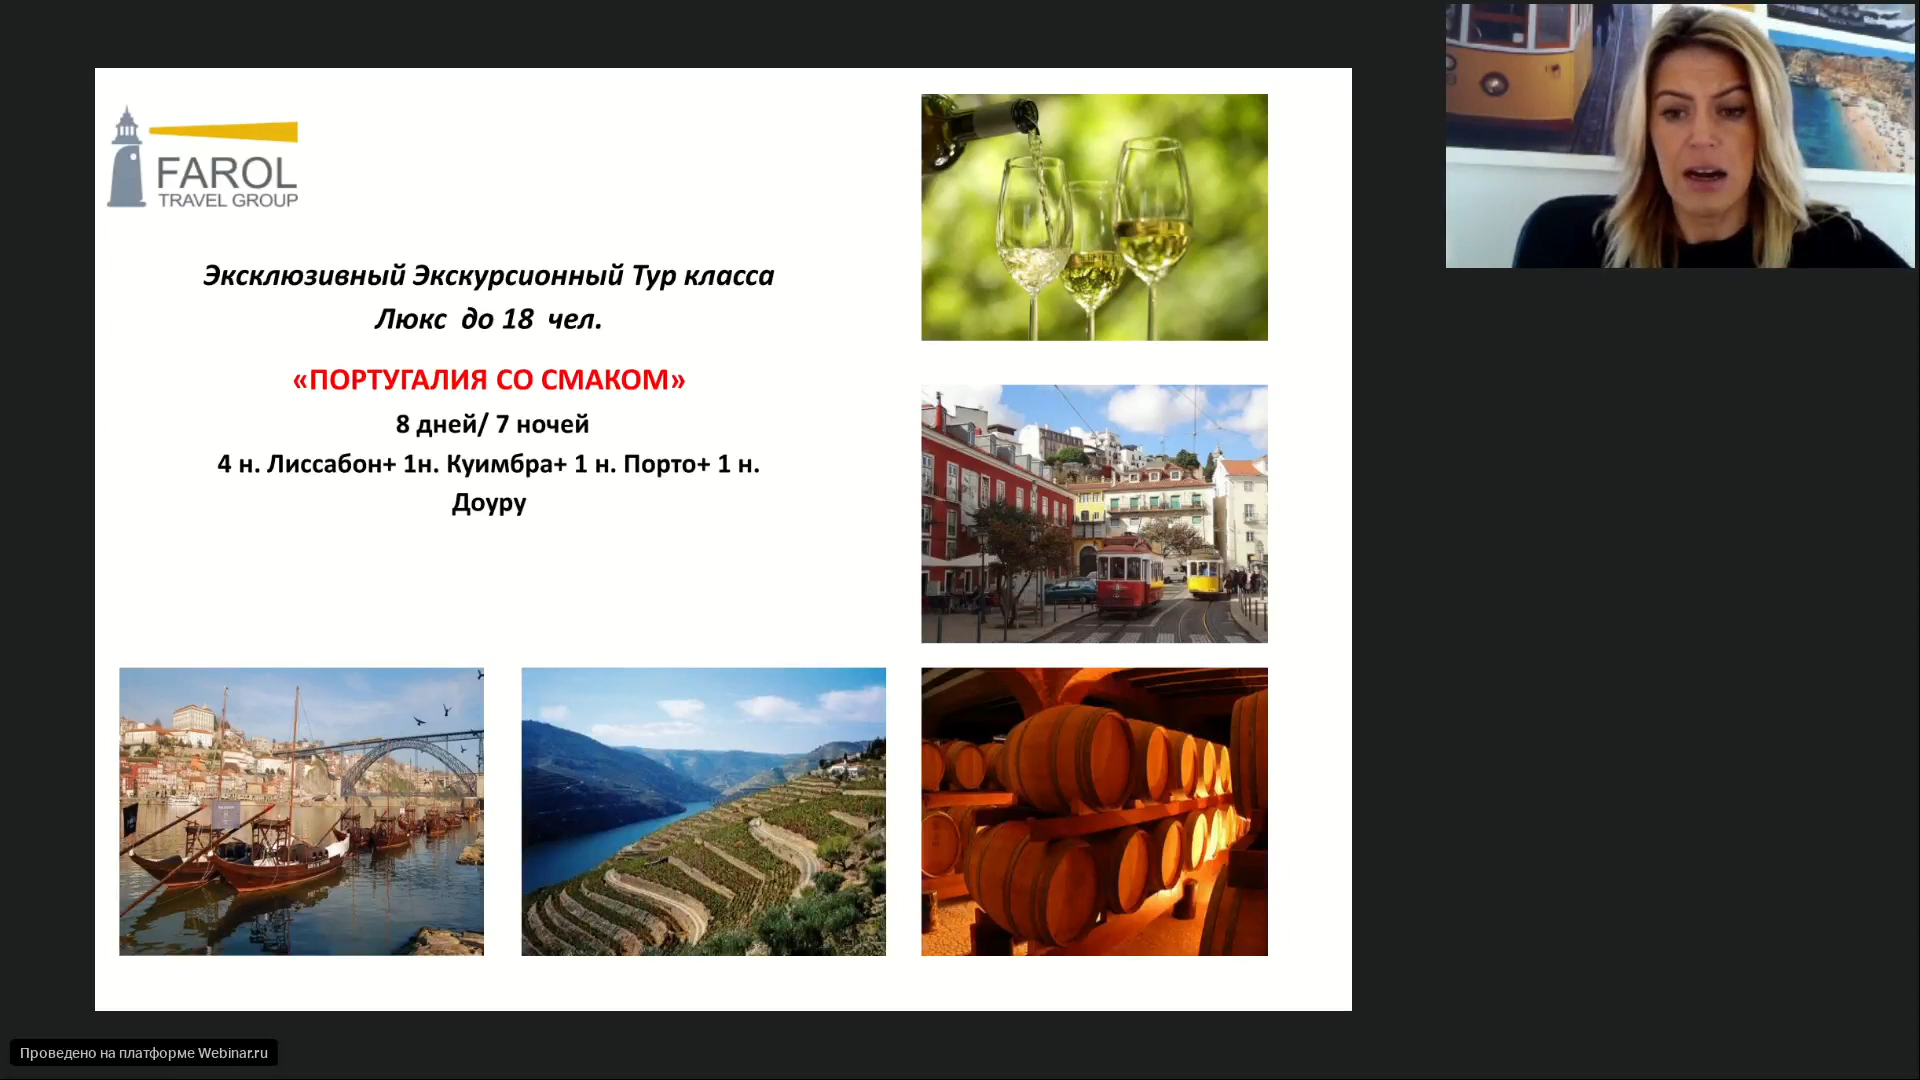 FAROL
TRAVEL GROUP
Эксклюзивный Экскурсионный Тур класса
Люкс до 18 чел.
«ПОРТУГАЛИЯ СО СМАКОМ»
8 дней/ 7 ночей
4 н. Лиссабон+ 1н. Куимбра+ 1 н. Порто+ 1 н.
Доуру
Проведено на платформе Webinar.ru